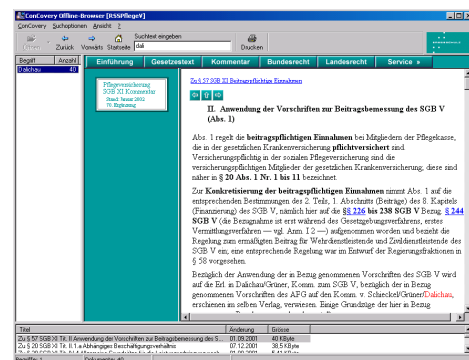 ConCovery Offline-Browser [RSSPflegeV]
ConCovery Suchoptionen Ansicht ?
Öffnen Zurück Vorwärts Startseite
Suchtext eingeben
dali
Drucken
Begriff Anzahl
Dalichau 40
Einführung Gesetzestext Kommentar Bundesrecht Landesrecht Service »
Pflegeversicherung
SGB XI Kommentar
Stand: Januar 2002
Zu § 57 SGB XI Beitragspflichtige Einnahmen
II. Anwendung der Vorschriften zur Beitragsbemessung des SGB V
(Abs. 1)
Abs. 1 regelt die beitragspflichtigen Einnahmen bei Mitgliedern der Pflegekasse,
die in der gesetzlichen Krankenversicherung pflichtversichert sind.
Versicherungspflichtig in der sozialen Pflegeversicherung sind die
versicherungspflichtigen Mitglieder der gesetzlichen Krankenversicherung; diese sind
näher in § 20 Abs. 1 Nr. 1 bis 11 bezeichnet.
Zur Konkretisierung der beitragspflichtigen Einnahmen nimmt Abs. 1 auf die
entsprechenden Bestimmungen des 2. Teils, 1. Abschnitts (Beiträge) des 8. Kapitels
(Finanzierung) des SGB V, nämlich hier auf die §§ 226 bis 238 SGB V Bezug. § 244
SGB V (die Bezugnahme ist erst während des Gesetzgebungsverfahrens, erstes
Vermittlungsverfahren — vgl. Anm. I 2 —) aufgenommen worden und bezieht die
Regelung zum ermäßigten Beitrag für Wehrdienstleistende und Zivildienstleistende des
SGB V ein; eine entsprechende Regelung war im Entwurf der Regierungsfraktionen in
§ 58 vorgesehen.
Bezüglich der Anwendung der in Bezug genommenen Vorschriften des SGB V wird
auf die Erl. in Dalichau/Grüner, Komm. zum SGB V, bezüglich der in Bezug
genommenen Vorschriften des AFG auf den Komm. v. Schieckel/Grüner/Dalichau,
erschienen im selben Verlag, verwiesen. Einige Grundzüge der hier in Bezug
Titel Änderung Grösse
Zu § 57 SGB XI Tit. II Anwendung der Vorschriften zur Beitragsbemessung des S... 01.09.2001 40 KByte
Zu § 20 SGB XI Tit. II.1.a Abhängiges Beschäftigungsverhältnis 07.12.2001 38,5 KByte